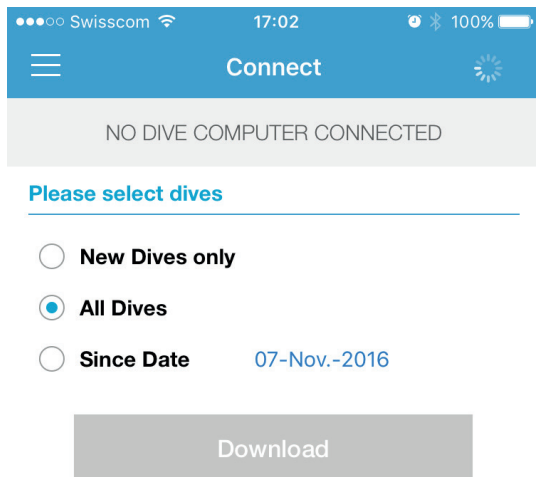 Swisscom 17:02 100%
Connect
NO DIVE COMPUTER CONNECTED
Please select dives
New Dives only
All Dives
Since Date 07-Nov.-2016
Download